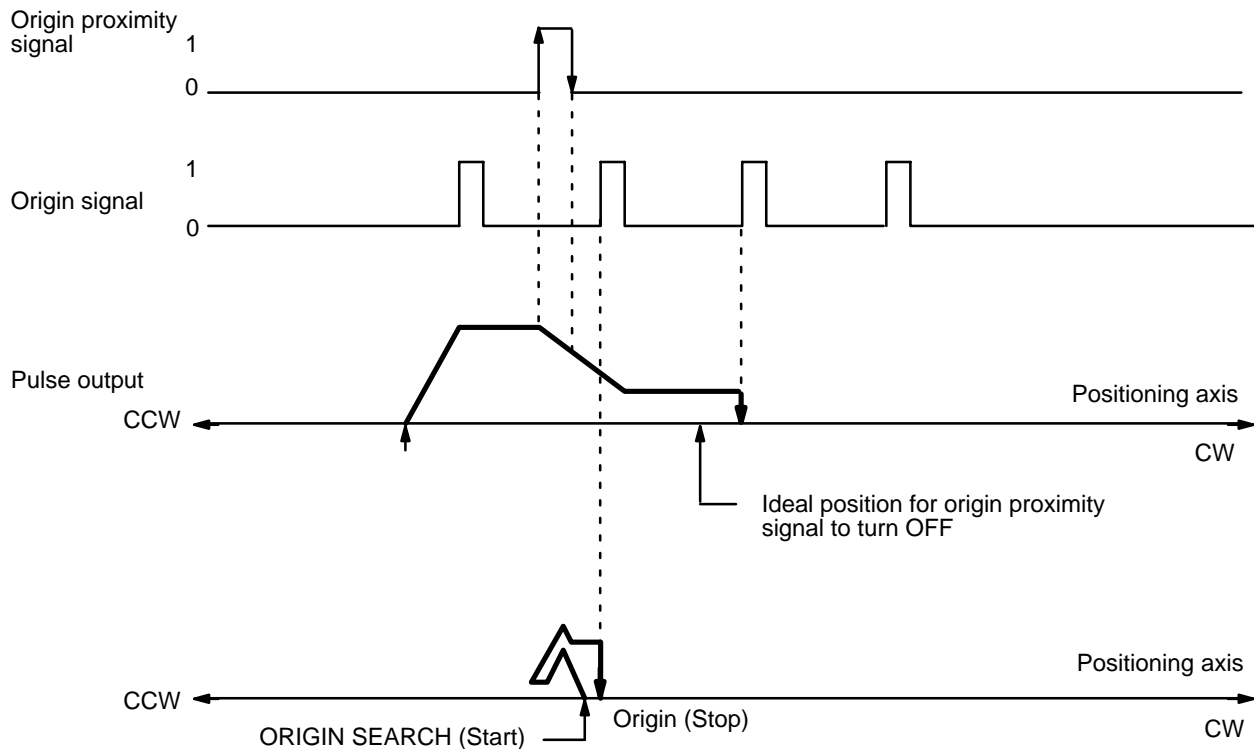 Origin proximity
signal
1
0
1
Origin signal
0
Pulse output
Positioning axis
CCW
CW
Ideal position for origin proximity
signal to turn OFF
Positioning axis
CCW
Origin (Stop)
CW
ORIGIN SEARCH (Start)